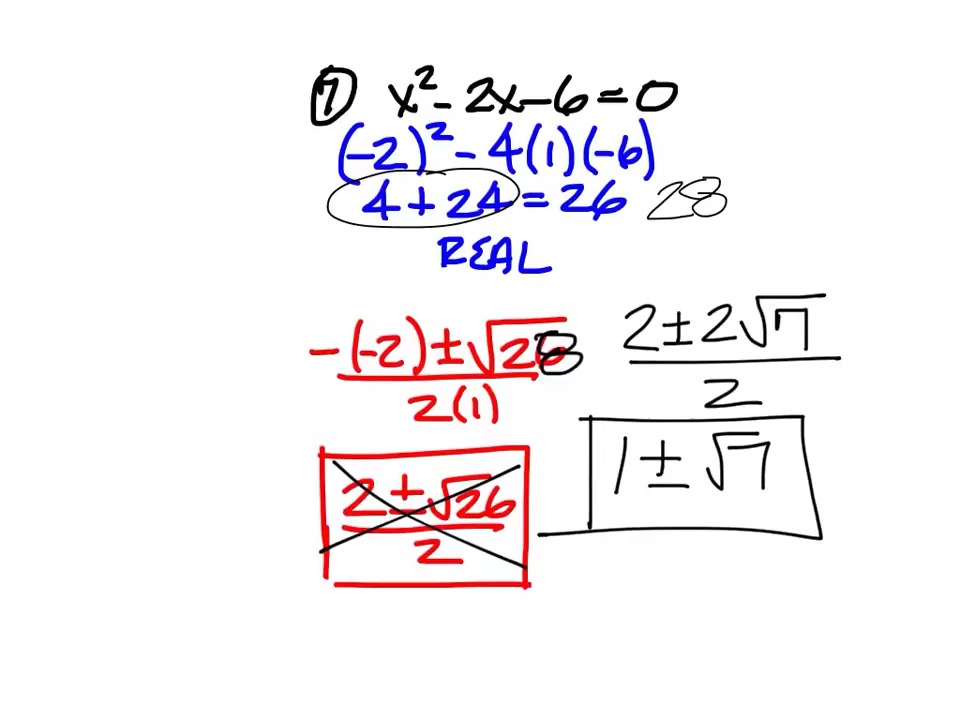 ⑦ x² - 2x - 6 = 0
(-2)² - 4(1)(-6)
4 + 24 = 26 28
REAL
-(-2) ± √28
2(1)
2 ± √26
2
2 ± 2√7
2
1 ± √7